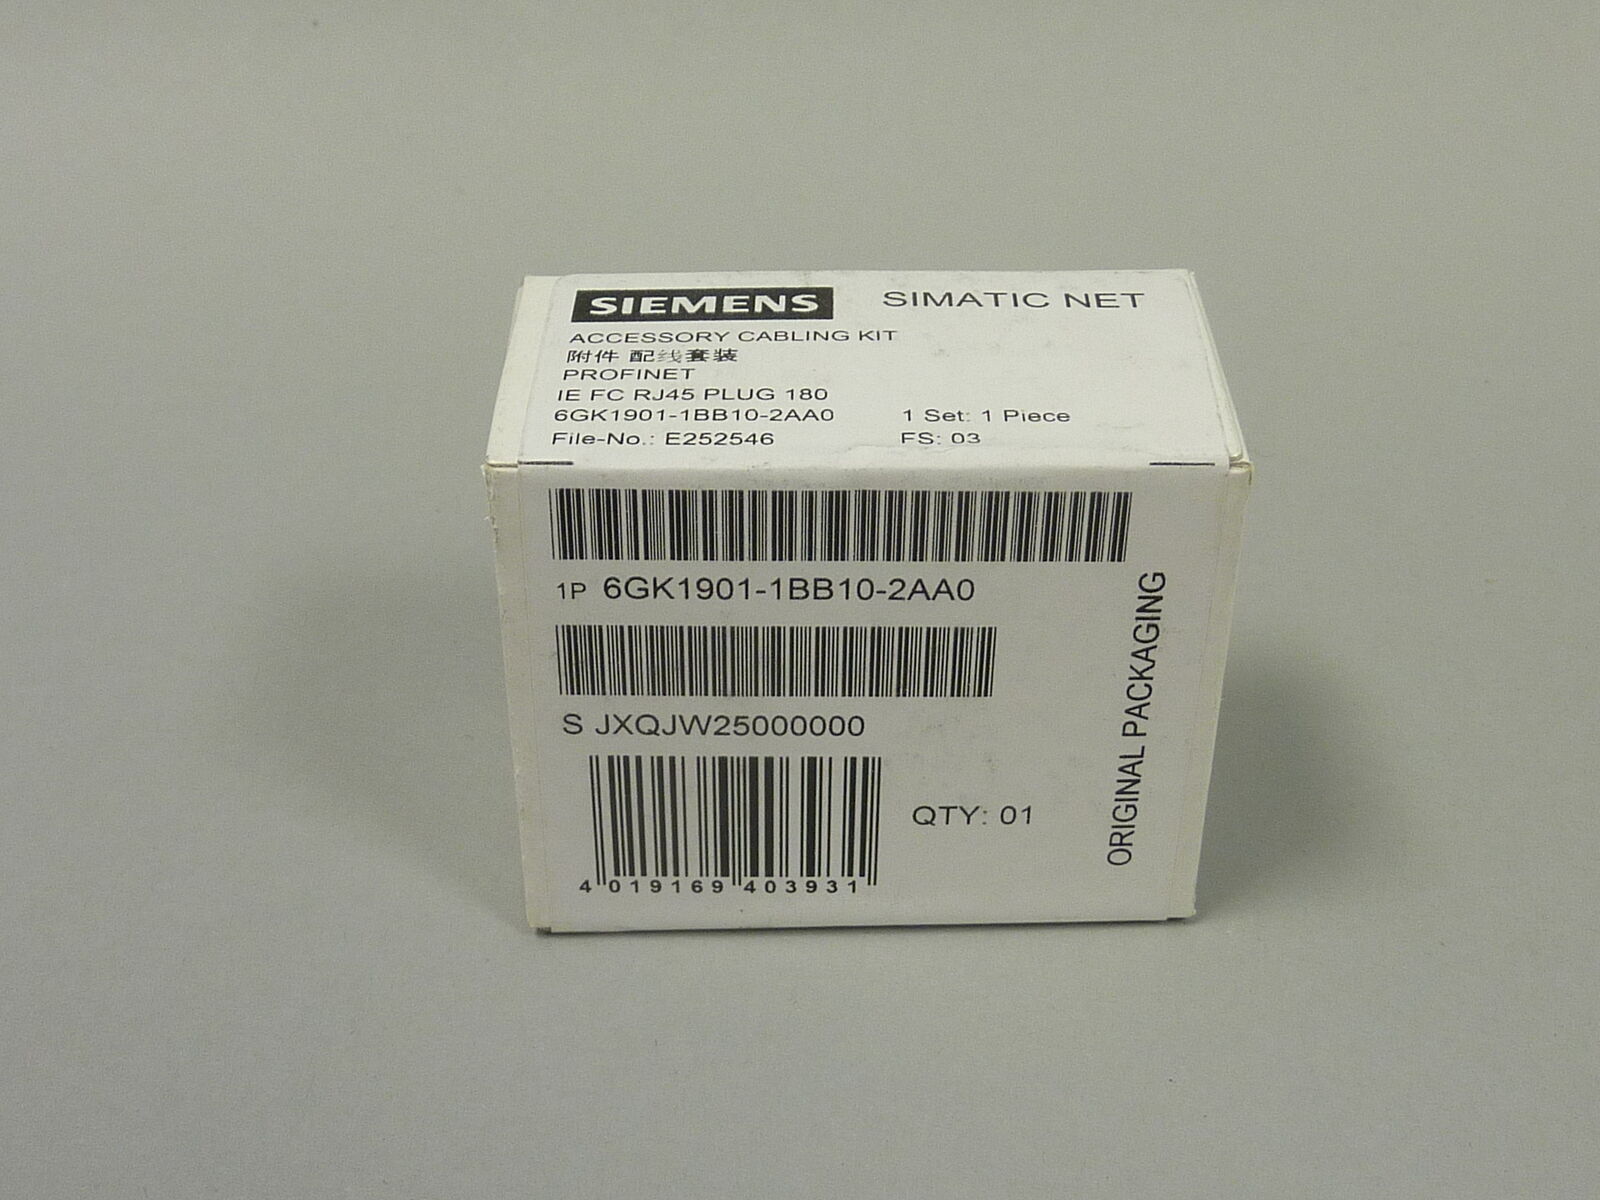 SIEMENS SIMATIC NET
ACCESSORY CABLING KIT
附件 配线套装
PROFINET
IE FC RJ45 PLUG 180
6GK1901-1BB10-2AA0 1 Set: 1 Piece
File-No.: E252546 FS: 03
1P 6GK1901-1BB10-2AA0
S JXQJW25000000
QTY: 01
4 019169 403931
ORIGINAL PACKAGING